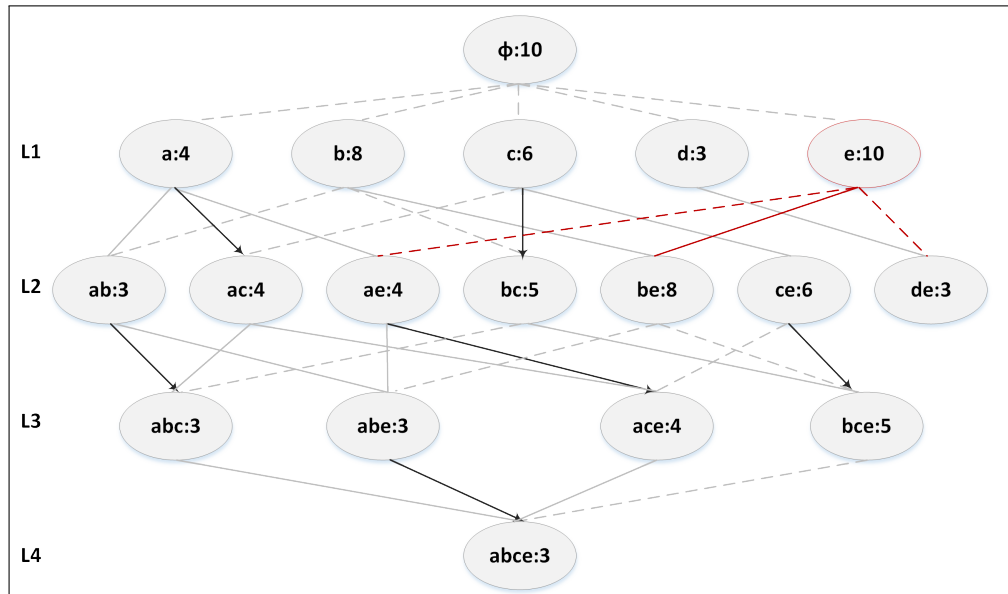 ϕ:10
L1 a:4 b:8 c:6 d:3 e:10
L2 ab:3 ac:4 ae:4 bc:5 be:8 ce:6 de:3
L3 abc:3 abe:3 ace:4 bce:5
L4 abce:3